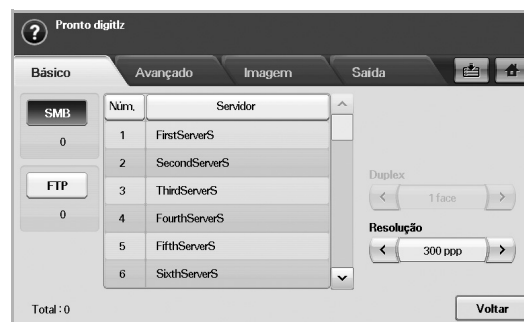 Pronto digitlz
Básico Avançado Imagem Saída
SMB
0
FTP
0
Núm. Servidor
1 FirstServerS
2 SecondServerS
3 ThirdServerS
4 FourthServerS
5 FifthServerS
6 SixthServerS
Duplex
1 face
Resolução
300 ppp
Total : 0
Voltar